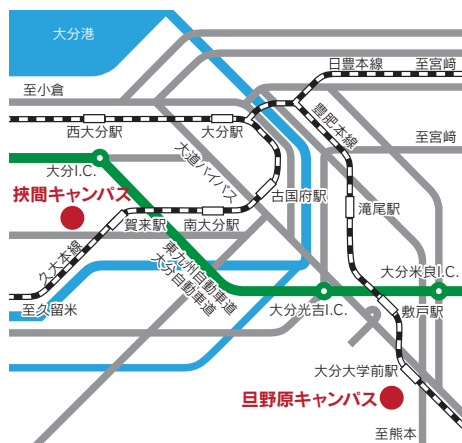 大分港
日豊本線
至宮﨑
至小倉
豊肥本線
西大分駅
大分駅
至宮﨑
大道バイパス
大分I.C.
挾間キャンパス
古国府駅
滝尾駅
賀来駅
南大分駅
久大本線
東九州自動車道
大分自動車道
大分米良I.C.
至久留米
大分光吉I.C.
敷戸駅
大分大学前駅
旦野原キャンパス
至熊本